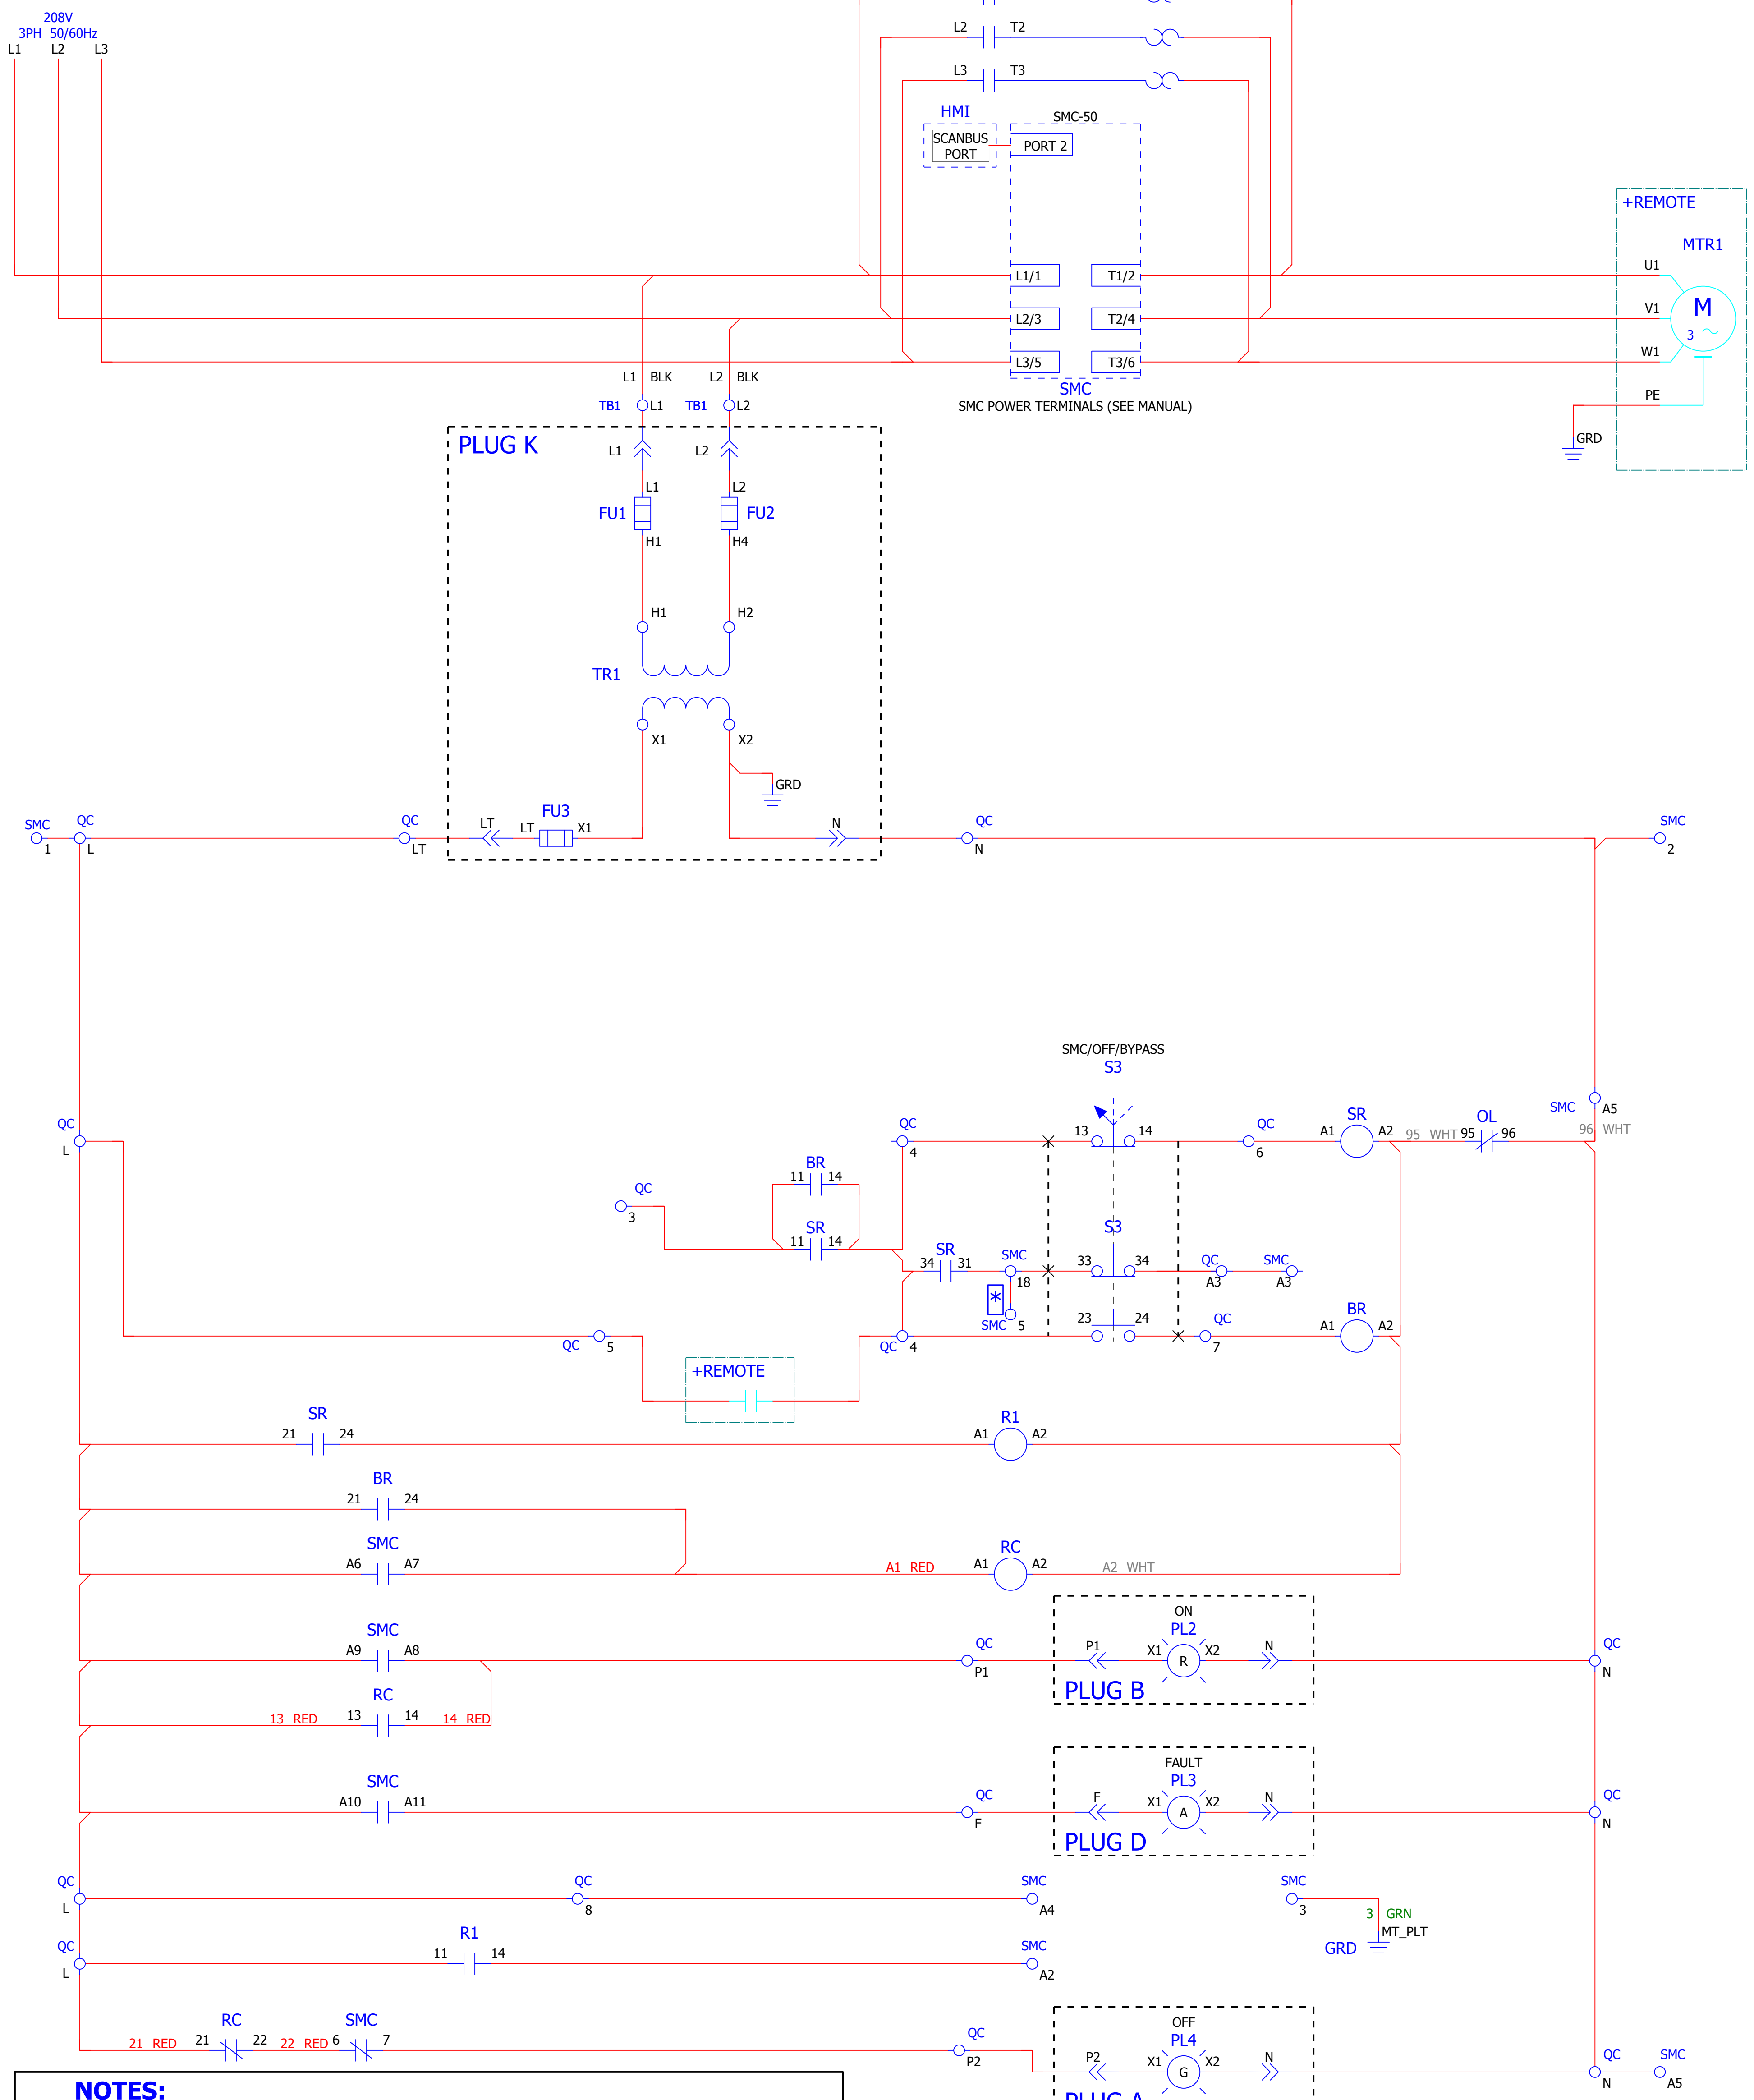 208V
3PH 50/60Hz
L1 L2 L3
L2 T2
L3 T3
HMI
SCANBUS
PORT
SMC-50
PORT 2
+REMOTE
MTR1
L1/1 T1/2 U1
L2/3 T2/4 V1
M
3
L3/5 T3/6 W1
SMC
SMC POWER TERMINALS (SEE MANUAL)
PE
GRD
L1 BLK L2 BLK
TB1 L1 TB1 L2
PLUG K
L1 L2
L1 L2
FU1 FU2
H1 H4
H1 H2
TR1
X1 X2
GRD
SMC QC QC FU3 QC SMC
LT LT X1 N
1 L LT N 2
SMC/OFF/BYPASS
S3
SMC A5
QC QC 13 14 QC SR OL
A1 A2 95 WHT 95 96 96 WHT
L 4 6
BR
11 14
QC
3
SR
11 14
S3
SR SMC
34 31 33 34 QC SMC
18 A3 A3
*
SMC 5
23 24 QC BR
A1 A2
QC 5 QC 4 7
+REMOTE
SR R1
21 24 A1 A2
BR
21 24
SMC RC
A6 A7 A1 RED A1 A2 A2 WHT
ON
SMC QC PL2 QC
A9 A8 P1 X1 X2 N
R
P1 N
PLUG B
RC
13 RED 13 14 14 RED
FAULT
SMC QC PL3 QC
A10 A11 F X1 X2 N
A
F N
PLUG D
QC QC SMC SMC
L 8 A4 3
3 GRN
MT_PLT
GRD
QC R1 SMC
11 14
L A2
OFF
RC SMC QC PL4 QC SMC
21 RED 21 22 22 RED 6 7
P2 P2 X1 X2 N
G
N A5
PLUG A
NOTES: